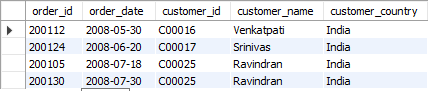 order_id order_date customer_id customer_name customer_country
200112 2008-05-30 C00016 Venkatpati India
200124 2008-06-20 C00017 Srinivas India
200105 2008-07-18 C00025 Ravindran India
200130 2008-07-30 C00025 Ravindran India